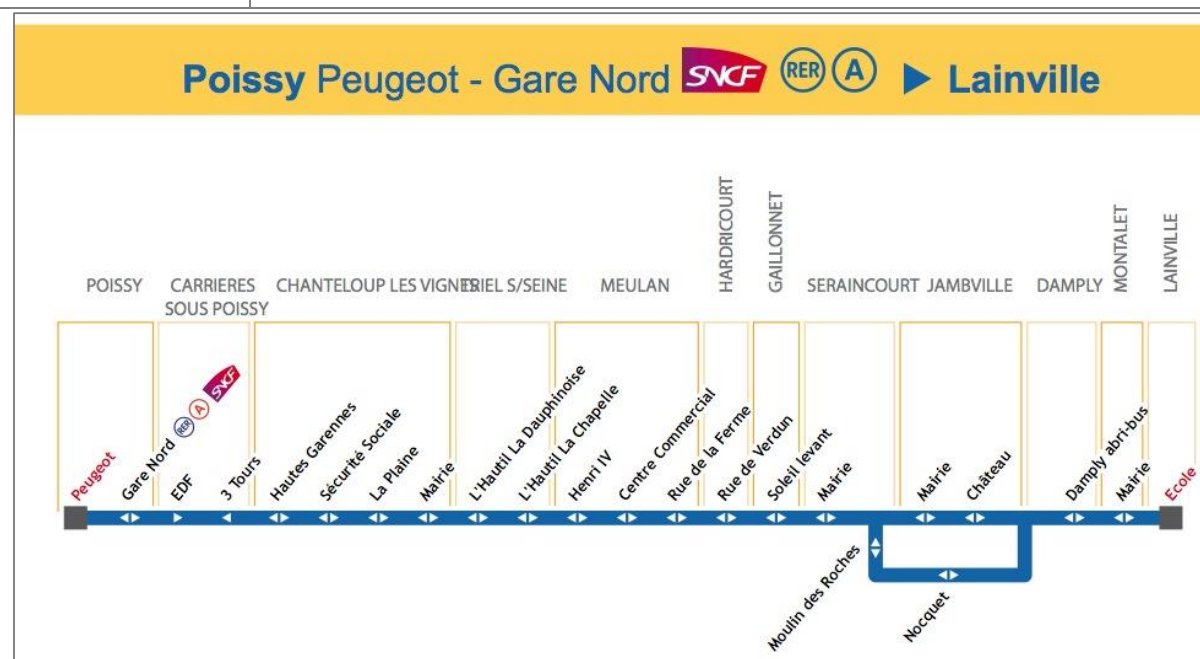 Poissy Peugeot - Gare Nord SNCF RER A Lainville
HARDRICOURT
GAILLONNET
MONTALET
LAINVILLE
POISSY
CARRIERES
SOUS POISSY
CHANTELOUP LES VIGNES
TRIEL S/SEINE
MEULAN
SERAINCOURT
JAMBVILLE
DAMPLY
Peugeot
Gare Nord RER A SNCF
EDF
3 Tours
Hautes Garennes
Sécurité Sociale
La Plaine
Mairie
L'Hautil La Dauphinoise
L'Hautil La Chapelle
Henri IV
Centre Commercial
Rue de la Ferme
Rue de Verdun
Soleil levant
Mairie
Mairie
Château
Damply abri-bus
Mairie
Ecole
Moulin des Roches
Nocquet